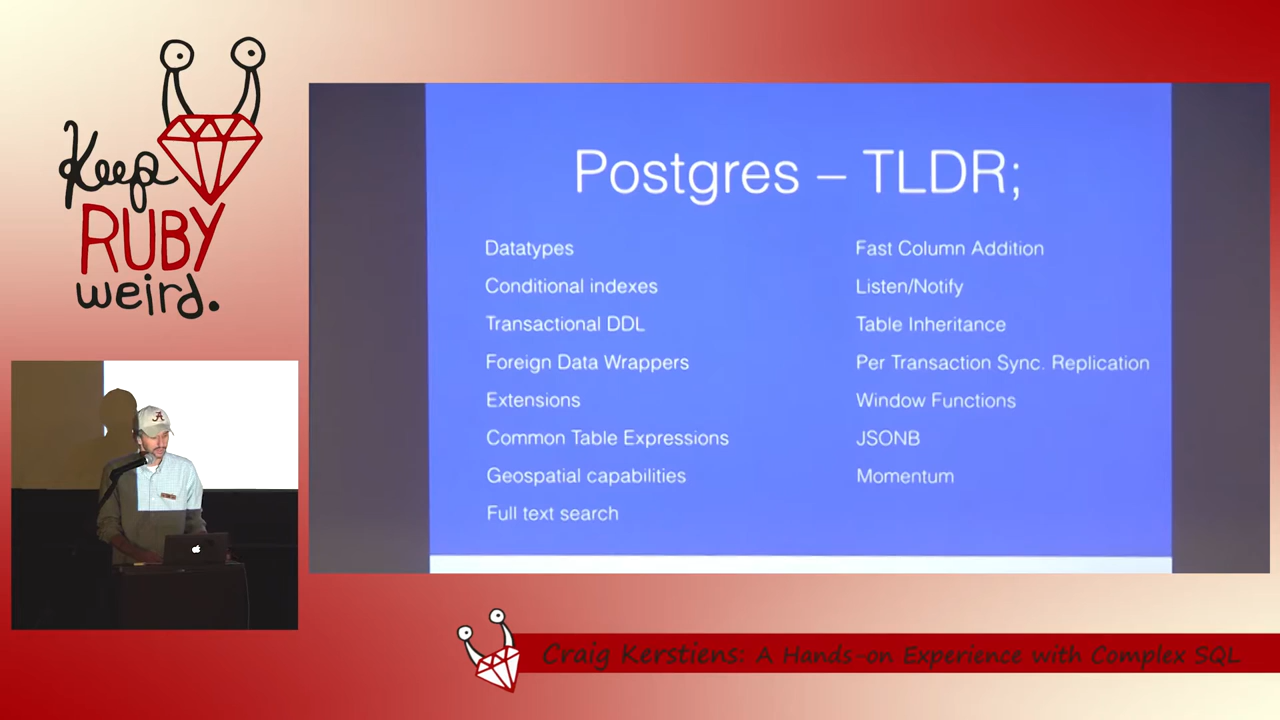 Keep
RUBY
weird.
Postgres – TLDR;
Datatypes
Conditional indexes
Transactional DDL
Foreign Data Wrappers
Extensions
Common Table Expressions
Geospatial capabilities
Full text search
Fast Column Addition
Listen/Notify
Table Inheritance
Per Transaction Sync. Replication
Window Functions
JSONB
Momentum
Craig Kerstiens: A Hands-on Experience with Complex SQL